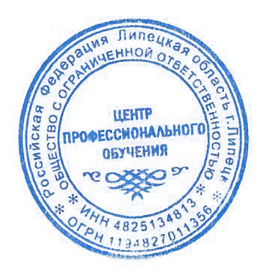 Российская Федерация Липецкая область г.Липецк
ОБЩЕСТВО С ОГРАНИЧЕННОЙ ОТВЕТСТВЕННОСТЬЮ
ЦЕНТР
ПРОФЕССИОНАЛЬНОГО
ОБУЧЕНИЯ
* ИНН 4825134813 *
* ОГРН 1194827011356 *